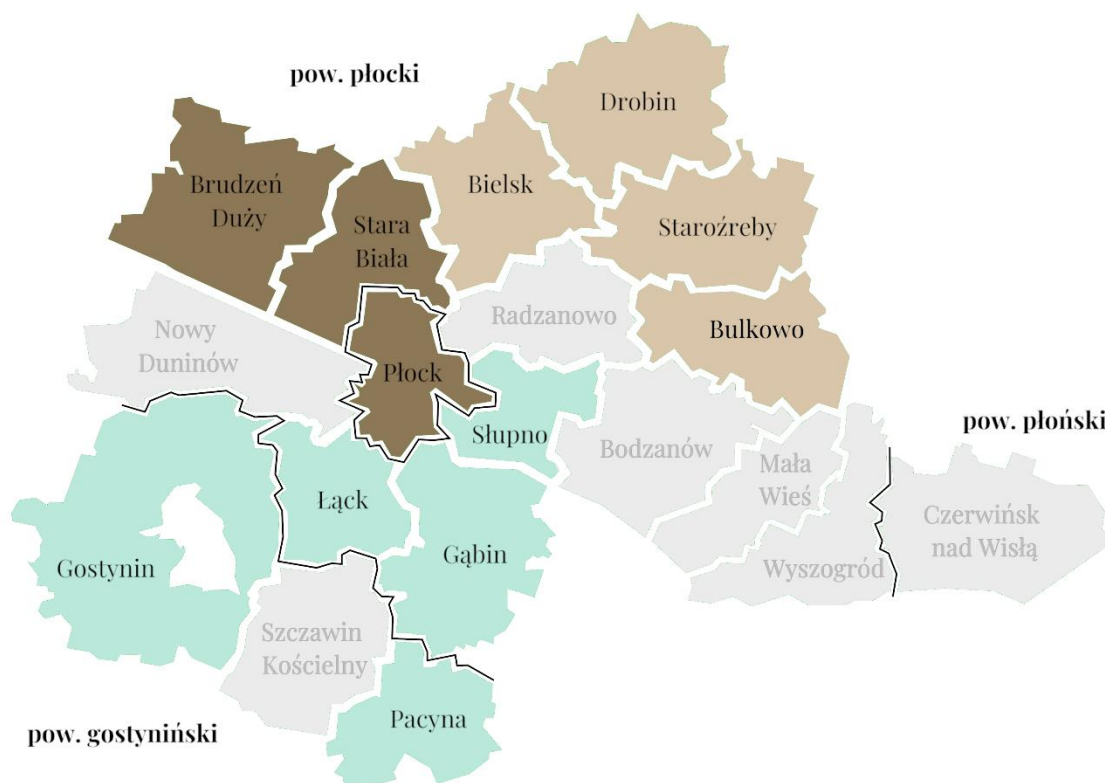 pow. płocki
Drobin
Brudzeń
Duży
Bielsk
Stara
Biała
Staroźreby
Nowy
Duninów
Radzanowo
Bulkowo
Płock
Słupno
Bodzanów
pow. płoński
Mała
Wieś
Łąck
Czerwińsk
nad Wisłą
Gostynin
Gąbin
Wyszogród
Szczawin
Kościelny
Pacyna
pow. gostyniński